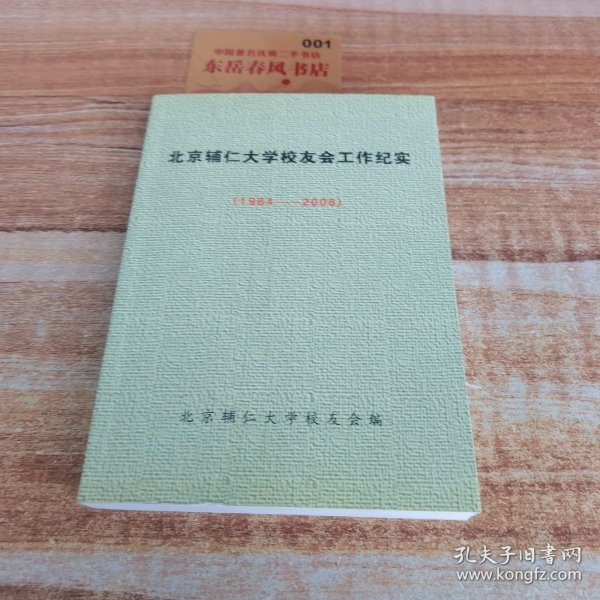 001
中国著名线第二手书店
东岳春风书店
北京辅仁大学校友会工作纪实
(1984——2008)
北京辅仁大学校友会编
孔夫子旧书网
www.kongfz.com